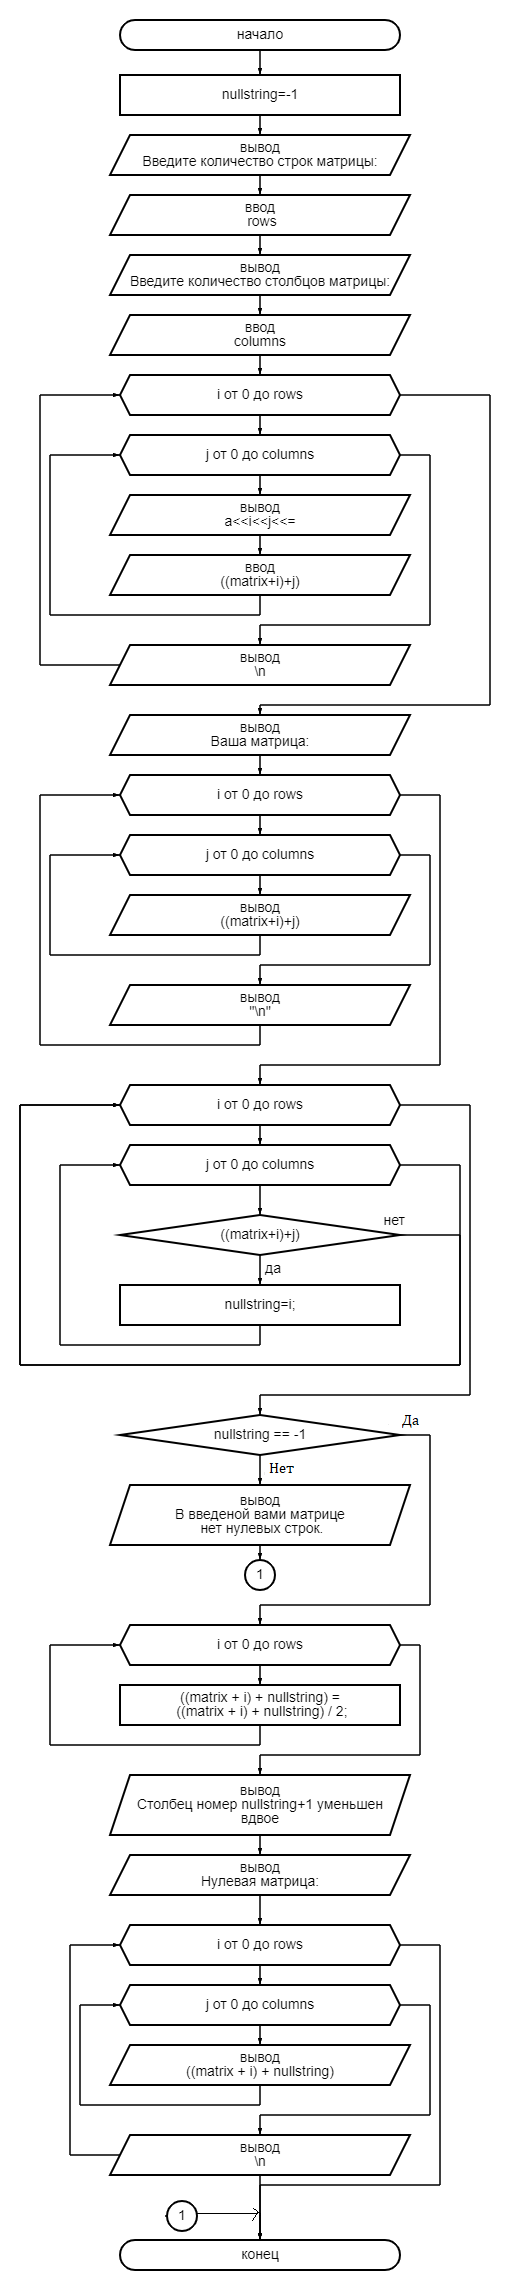 начало
nullstring=-1
вывод
Введите количество строк матрицы:
ввод
rows
вывод
Введите количество столбцов матрицы:
ввод
columns
i от 0 до rows
j от 0 до columns
вывод
a<<i<<j<<=
ввод
((matrix+i)+j)
вывод
\n
вывод
Ваша матрица:
i от 0 до rows
j от 0 до columns
вывод
((matrix+i)+j)
вывод
"\n"
i от 0 до rows
j от 0 до columns
нет
((matrix+i)+j)
да
nullstring=i;
Да
nullstring == -1
Нет
вывод
В введеной вами матрице
нет нулевых строк.
1
i от 0 до rows
((matrix + i) + nullstring) =
((matrix + i) + nullstring) / 2;
вывод
Столбец номер nullstring+1 уменьшен
вдвое
вывод
Нулевая матрица:
i от 0 до rows
j от 0 до columns
вывод
((matrix + i) + nullstring)
вывод
\n
1
конец